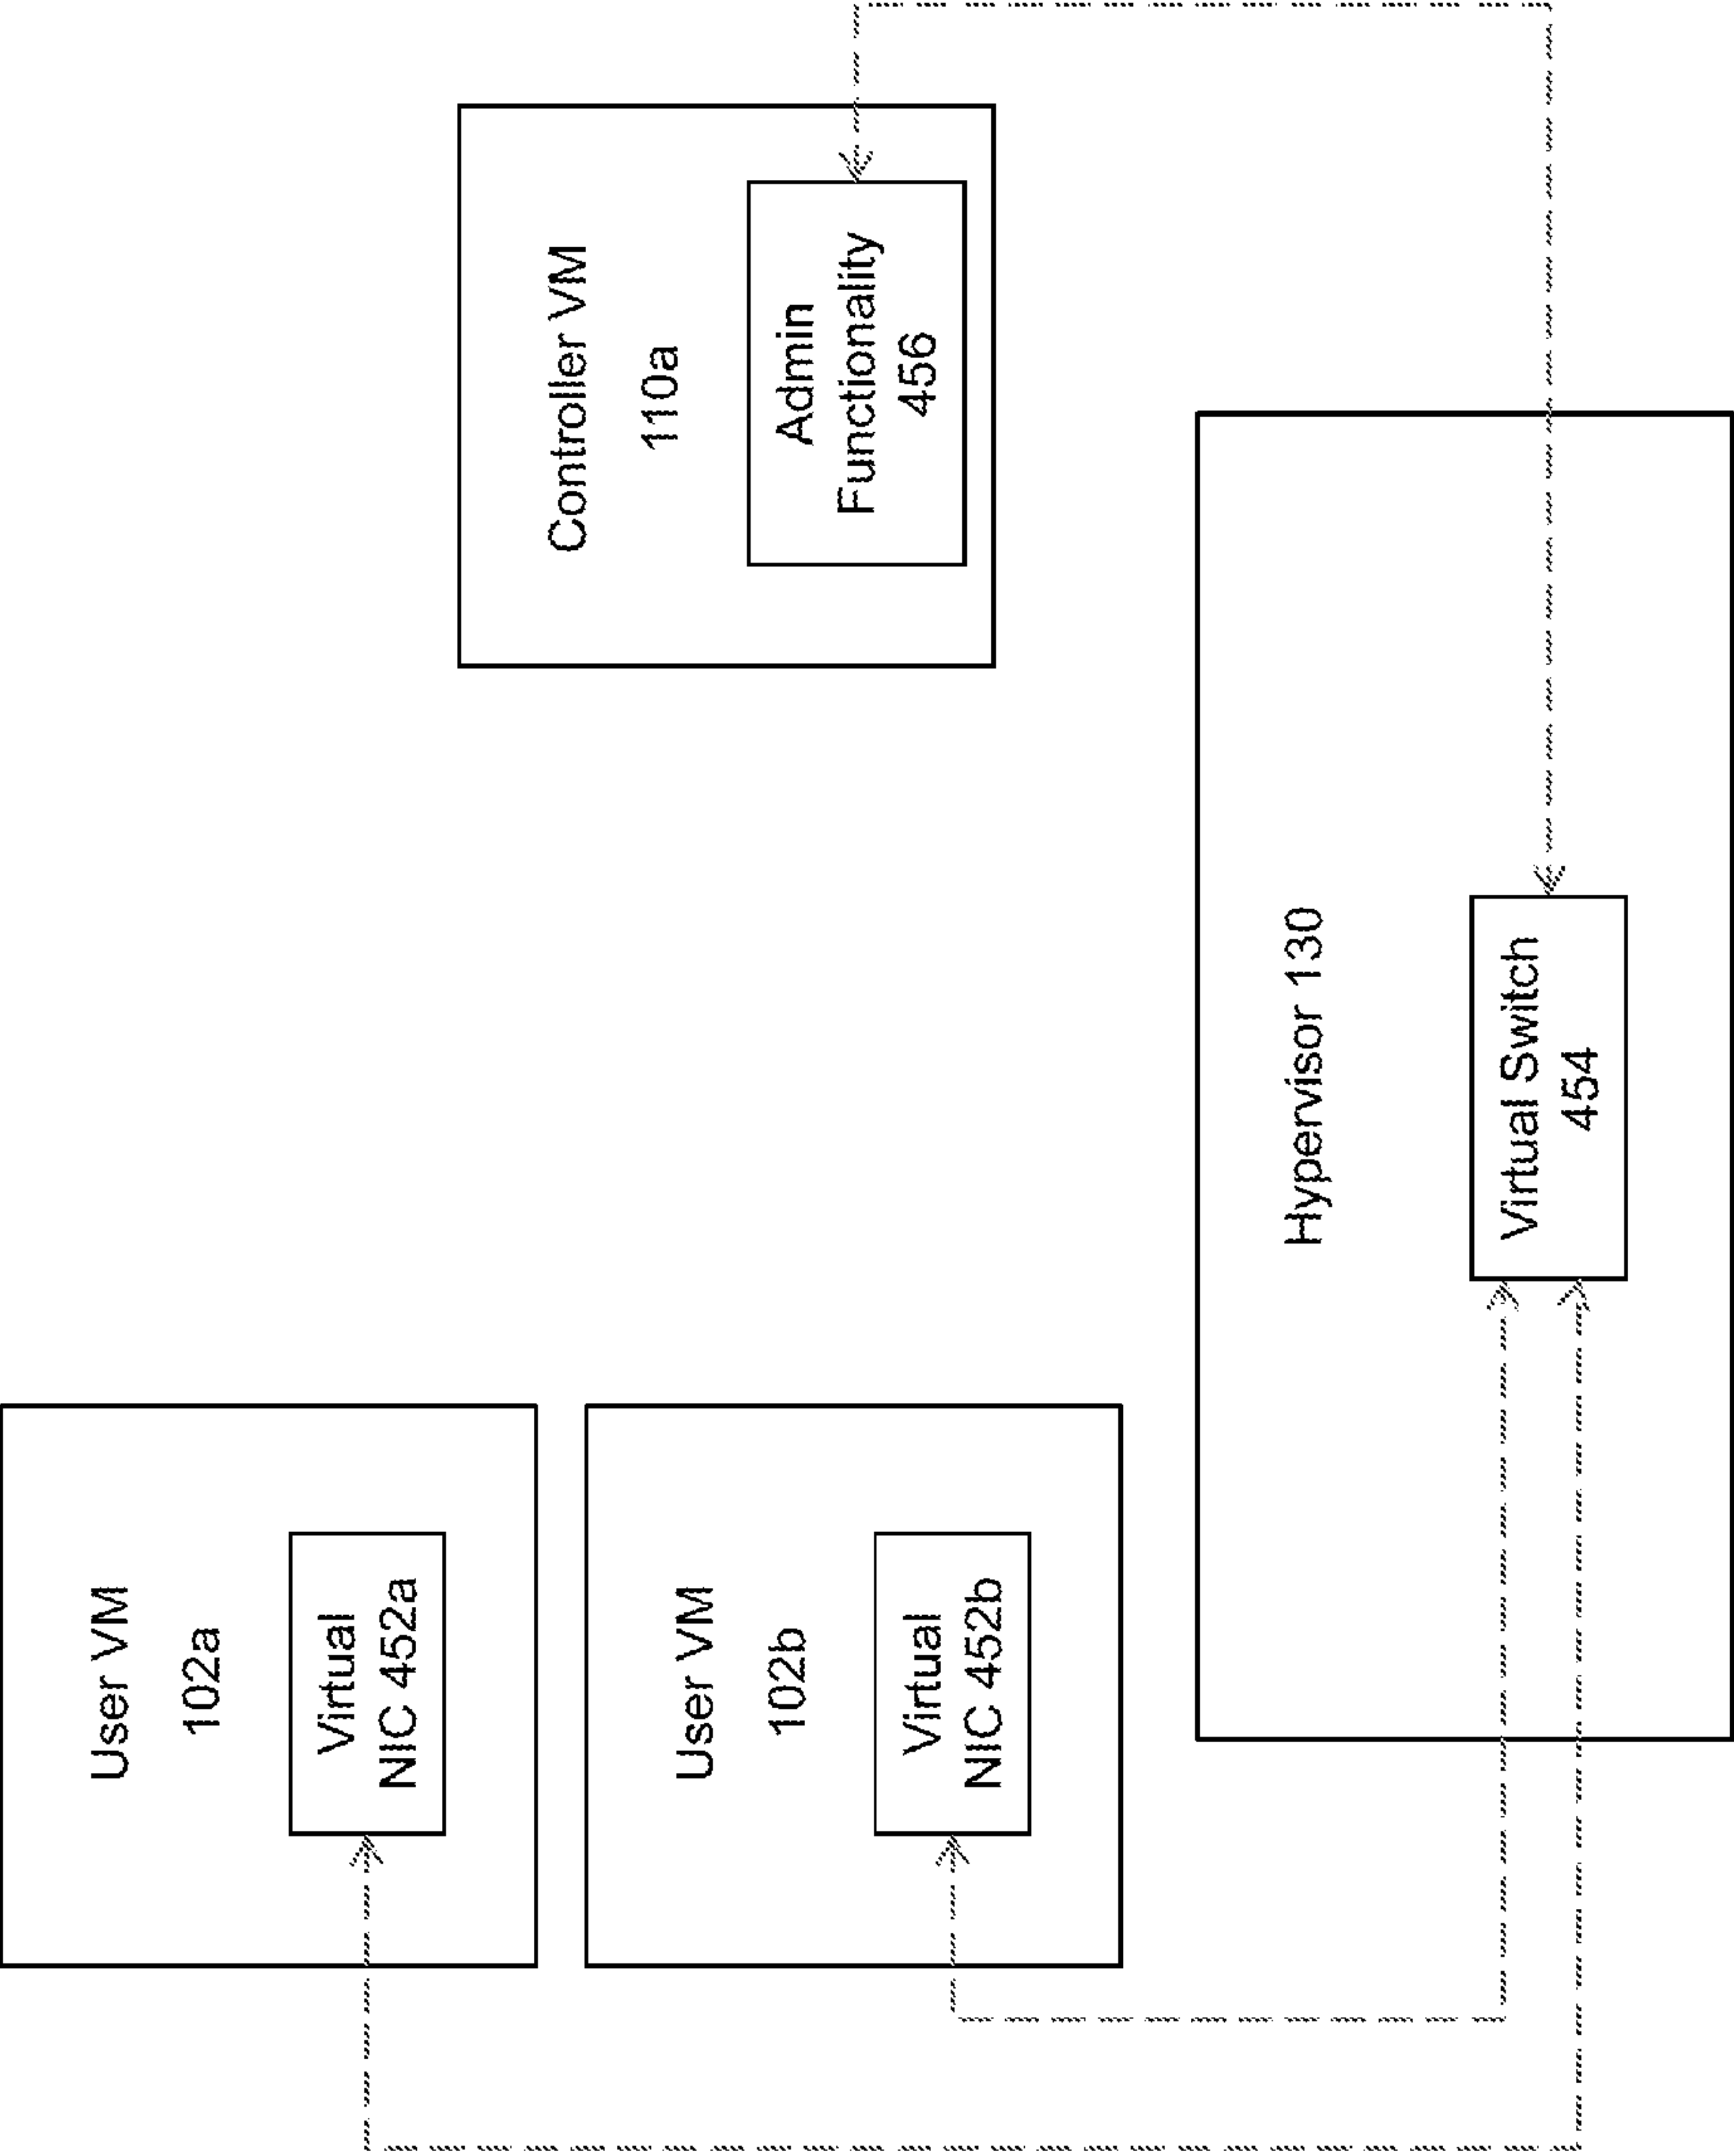 User VM
102a
Virtual
NIC 452a
User VM
102b
Virtual
NIC 452b
Controller VM
110a
Admin
Functionality
456
Hypervisor 130
Virtual Switch
454